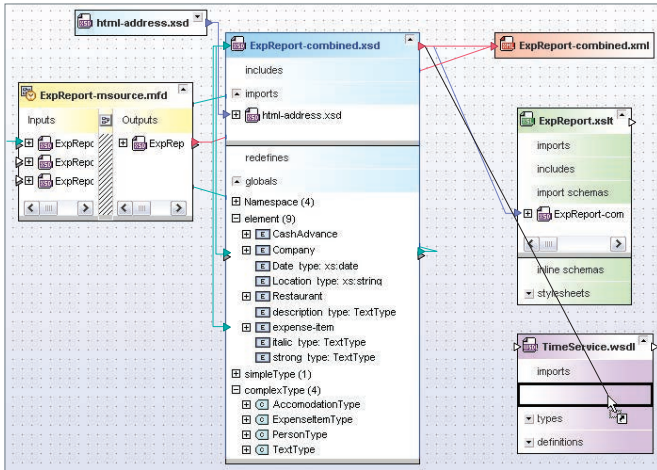 html-address.xsd
ExpReport-combined.xsd
ExpReport-combined.xml
includes
imports
html-address.xsd
redefines
globals
Namespace (4)
element (9)
CashAdvance
Company
Date type: xs:date
Location type: xs:string
Restaurant
description type: TextType
expense-item
italic type: TextType
strong type: TextType
simpleType (1)
complexType (4)
AccomodationType
ExpenseItemType
PersonType
TextType
ExpReport-msource.mfd
Inputs
Outputs
ExpRepo
ExpRep
ExpRepo
ExpRepo
ExpReport.xslt
imports
includes
import schemas
ExpReport-com
inline schemas
stylesheets
TimeService.wsdl
imports
types
definitions